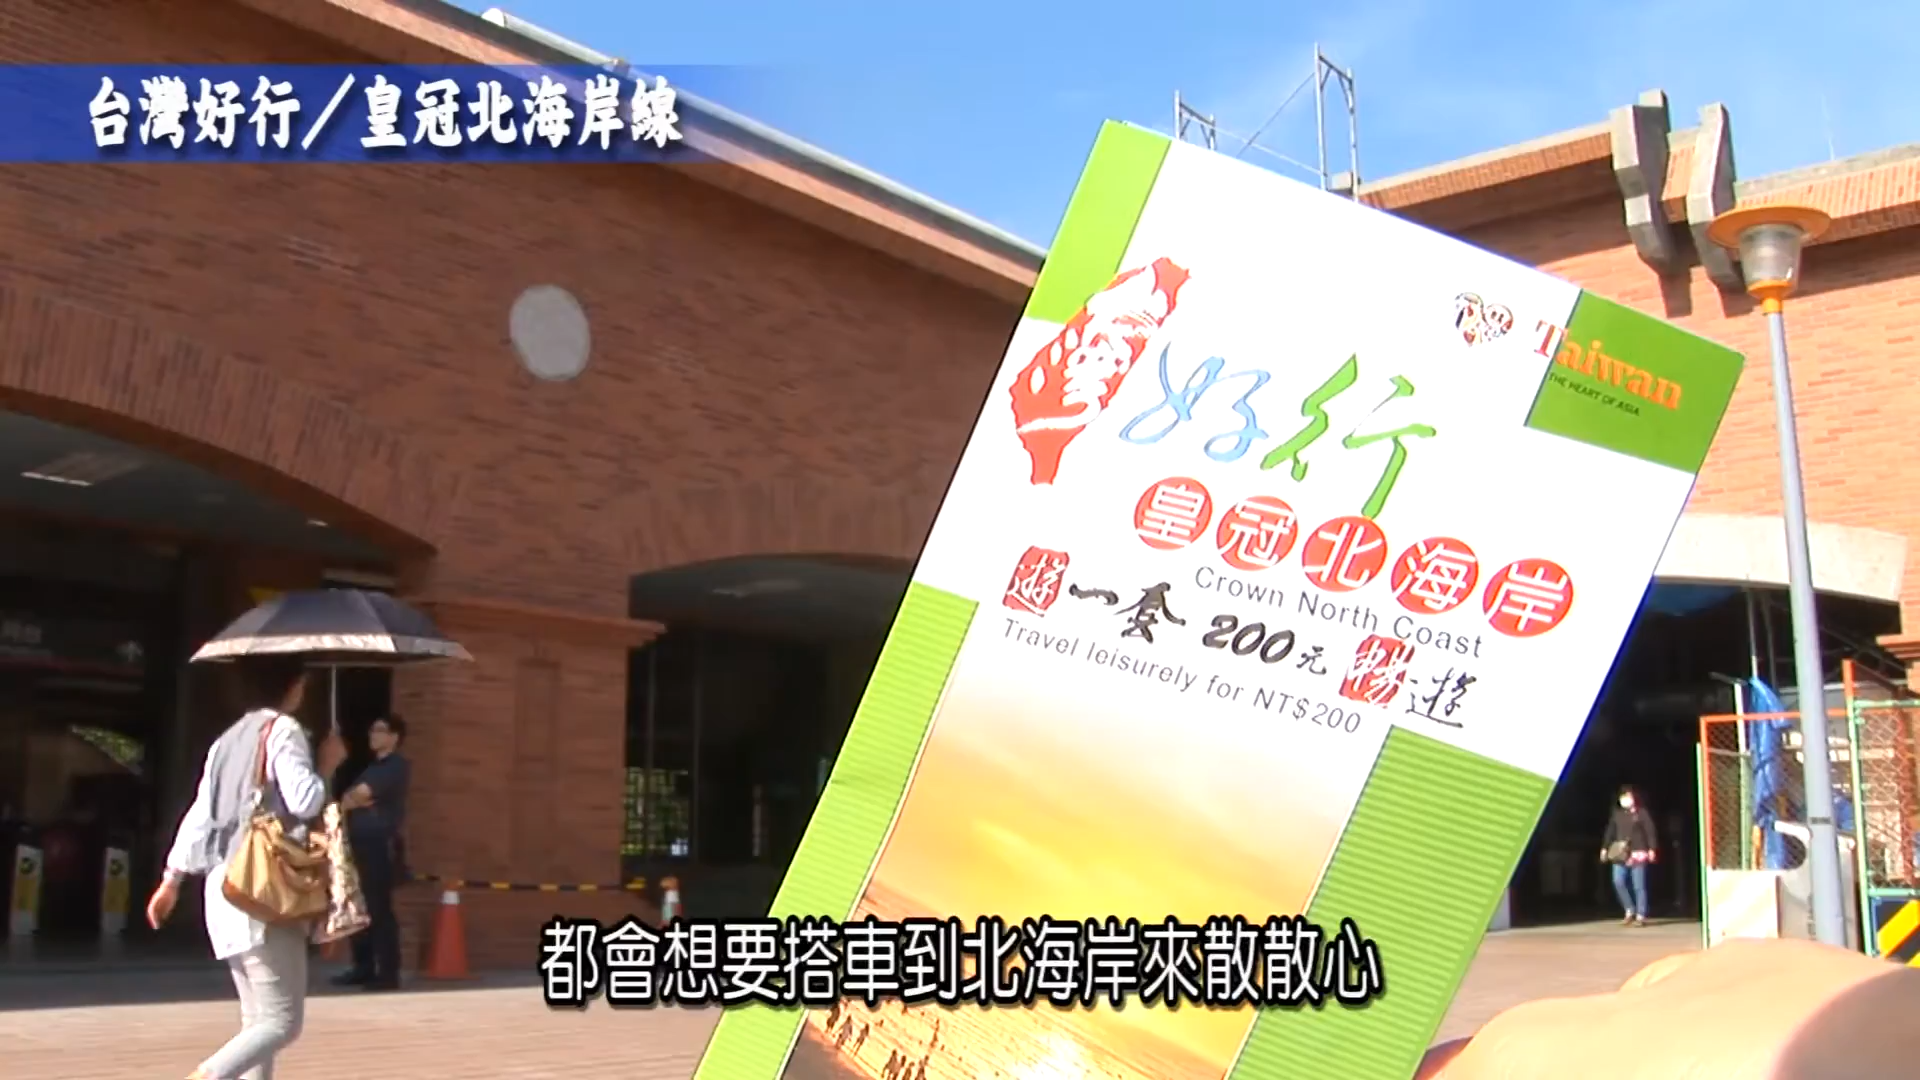 台灣好行／皇冠北海岸線
Taiwan
THE HEART OF ASIA
好行
皇冠北海岸
Crown North Coast
遊一套200元暢遊
Travel leisurely for NT$200
都會想要搭車到北海岸來散散心